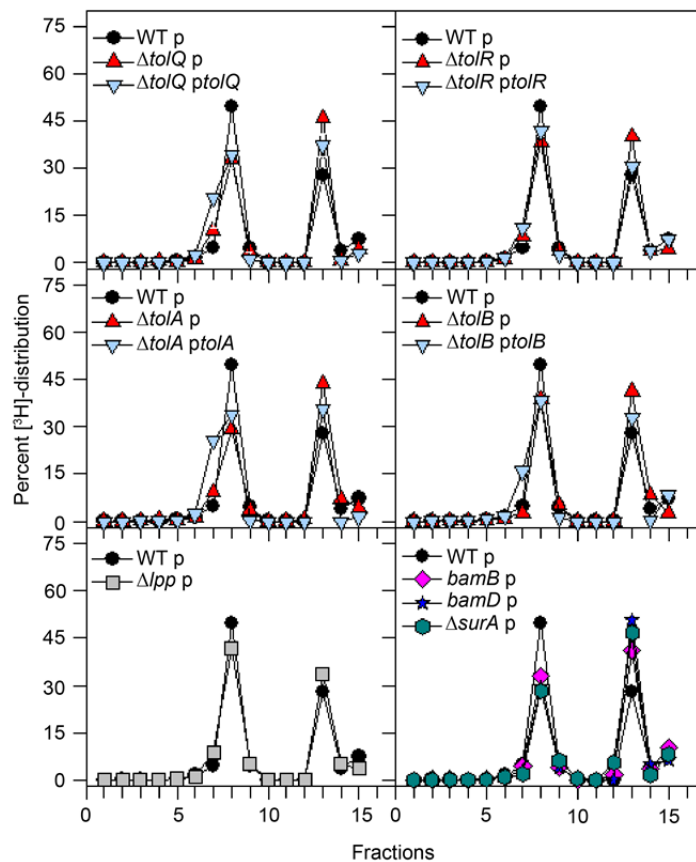 75
60
45
30
15
0
WT p
ΔtolQ p
ΔtolQ ptolQ
WT p
ΔtolR p
ΔtolR ptolR
75
60
45
30
15
0
WT p
ΔtolA p
ΔtolA ptolA
WT p
ΔtolB p
ΔtolB ptolB
75
60
45
30
15
0
WT p
Δlpp p
WT p
bamB p
bamD p
ΔsurA p
0 5 10 15 0 5 10 15
Percent [³H]-distribution
Fractions